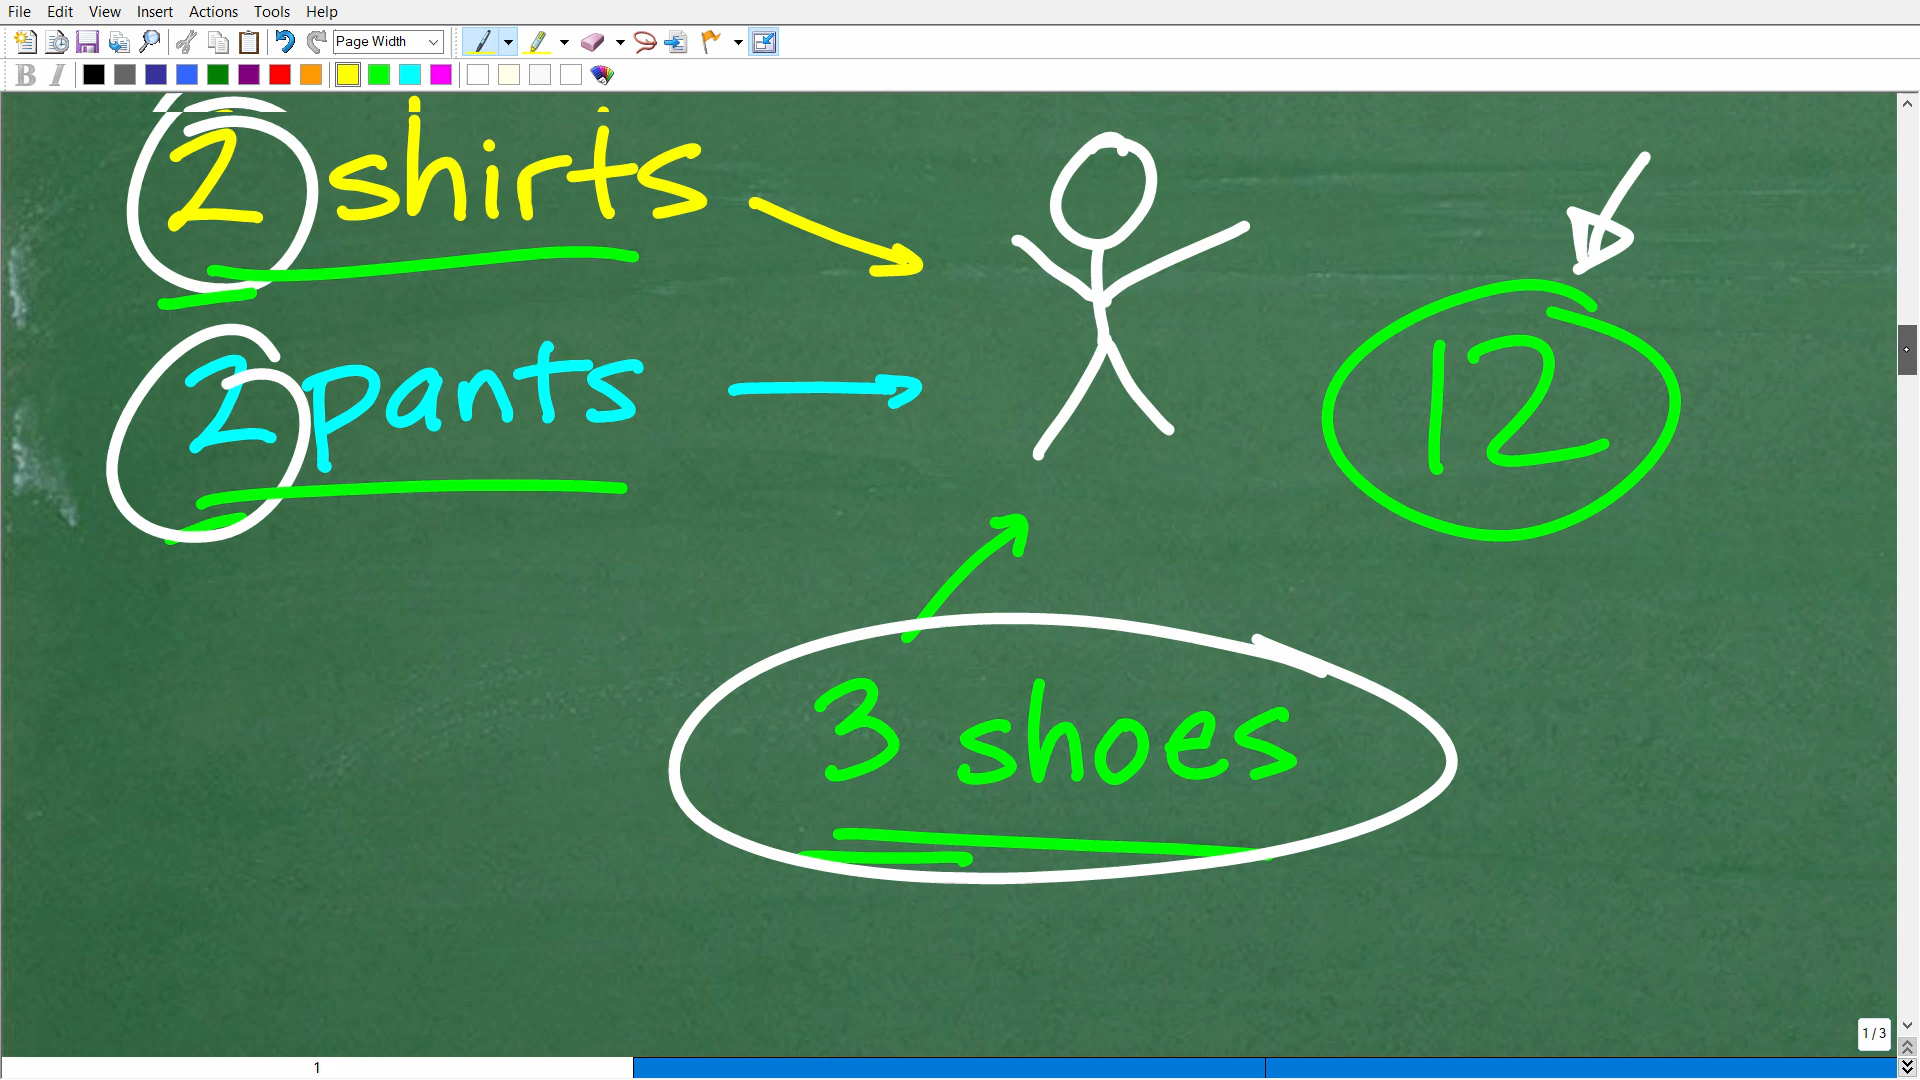 File Edit View Insert Actions Tools Help
Page Width
B I
2 shirts
12
2 pants
3 shoes
1 / 3
1